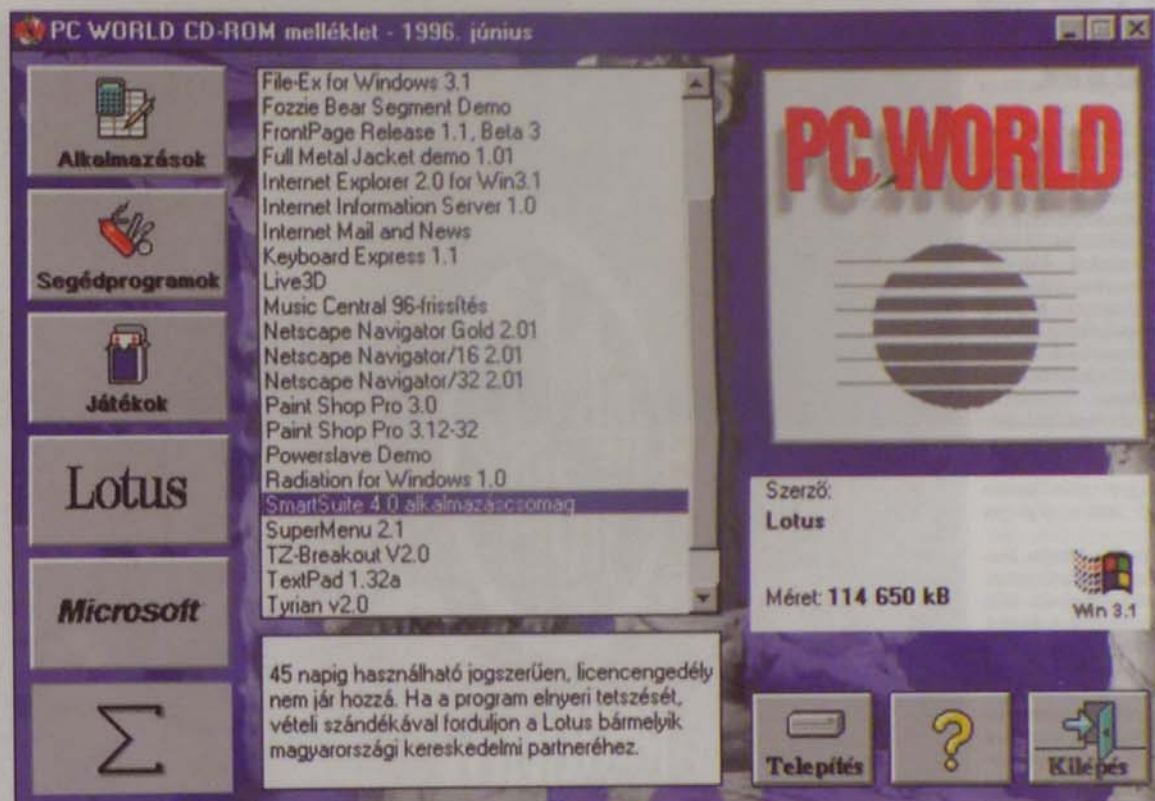 PC WORLD CD-ROM melléklet - 1996. június
Alkalmazások
Segédprogramok
Játékok
Lotus
Microsoft
Σ
File-Ex for Windows 3.1
Fozzie Bear Segment Demo
FrontPage Release 1.1, Beta 3
Full Metal Jacket demo 1.01
Internet Explorer 2.0 for Win3.1
Internet Information Server 1.0
Internet Mail and News
Keyboard Express 1.1
Live3D
Music Central 96-frissítés
Netscape Navigator Gold 2.01
Netscape Navigator/16 2.01
Netscape Navigator/32 2.01
Paint Shop Pro 3.0
Paint Shop Pro 3.12-32
Powerslave Demo
Radiation for Windows 1.0
SmartSuite 4.0 alkalmazáscsomag
SuperMenu 2.1
TZ-Breakout V2.0
TextPad 1.32a
Tyrian v2.0
45 napig használható jogszerűen, licencengedély
nem jár hozzá. Ha a program elnyeri tetszését,
vételi szándékával forduljon a Lotus bármelyik
magyarországi kereskedelmi partneréhez.
PC WORLD
Szerző:
Lotus
Méret: 114 650 kB
Win 3.1
Telepítés
?
Kilépés